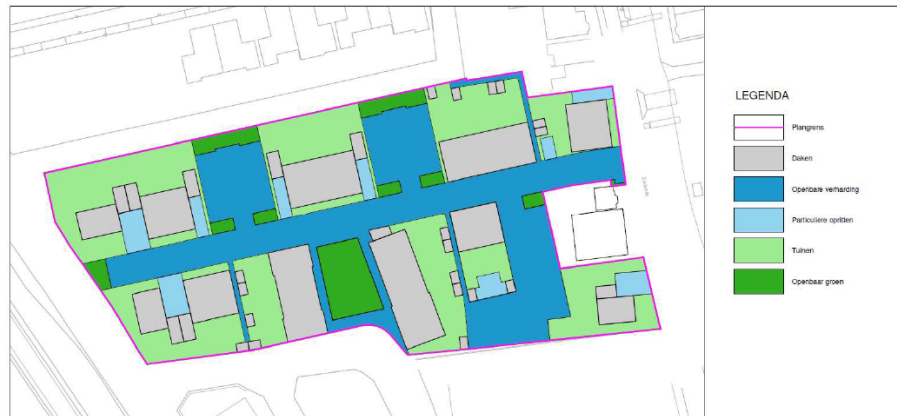 LEGENDA
Plangrens
Daken
Openbare verharding
Particuliere opritten
Tuinen
Openbaar groen